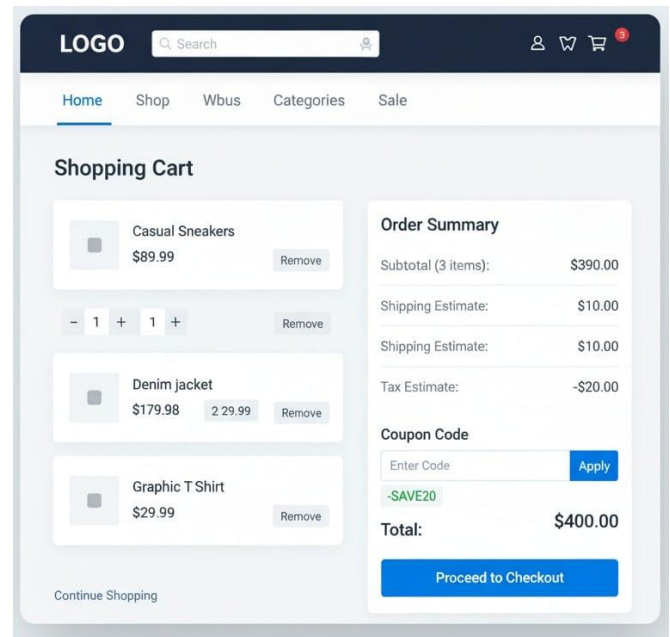 LOGO
Search
3
Home Shop Wbus Categories Sale
Shopping Cart
Casual Sneakers
$89.99
Remove
− 1 + 1 +
Remove
Denim jacket
$179.98 2 29.99 Remove
Graphic T Shirt
$29.99
Remove
Continue Shopping
Order Summary
Subtotal (3 items): $390.00
Shipping Estimate: $10.00
Shipping Estimate: $10.00
Tax Estimate: -$20.00
Coupon Code
Enter Code Apply
-SAVE20
Total: $400.00
Proceed to Checkout